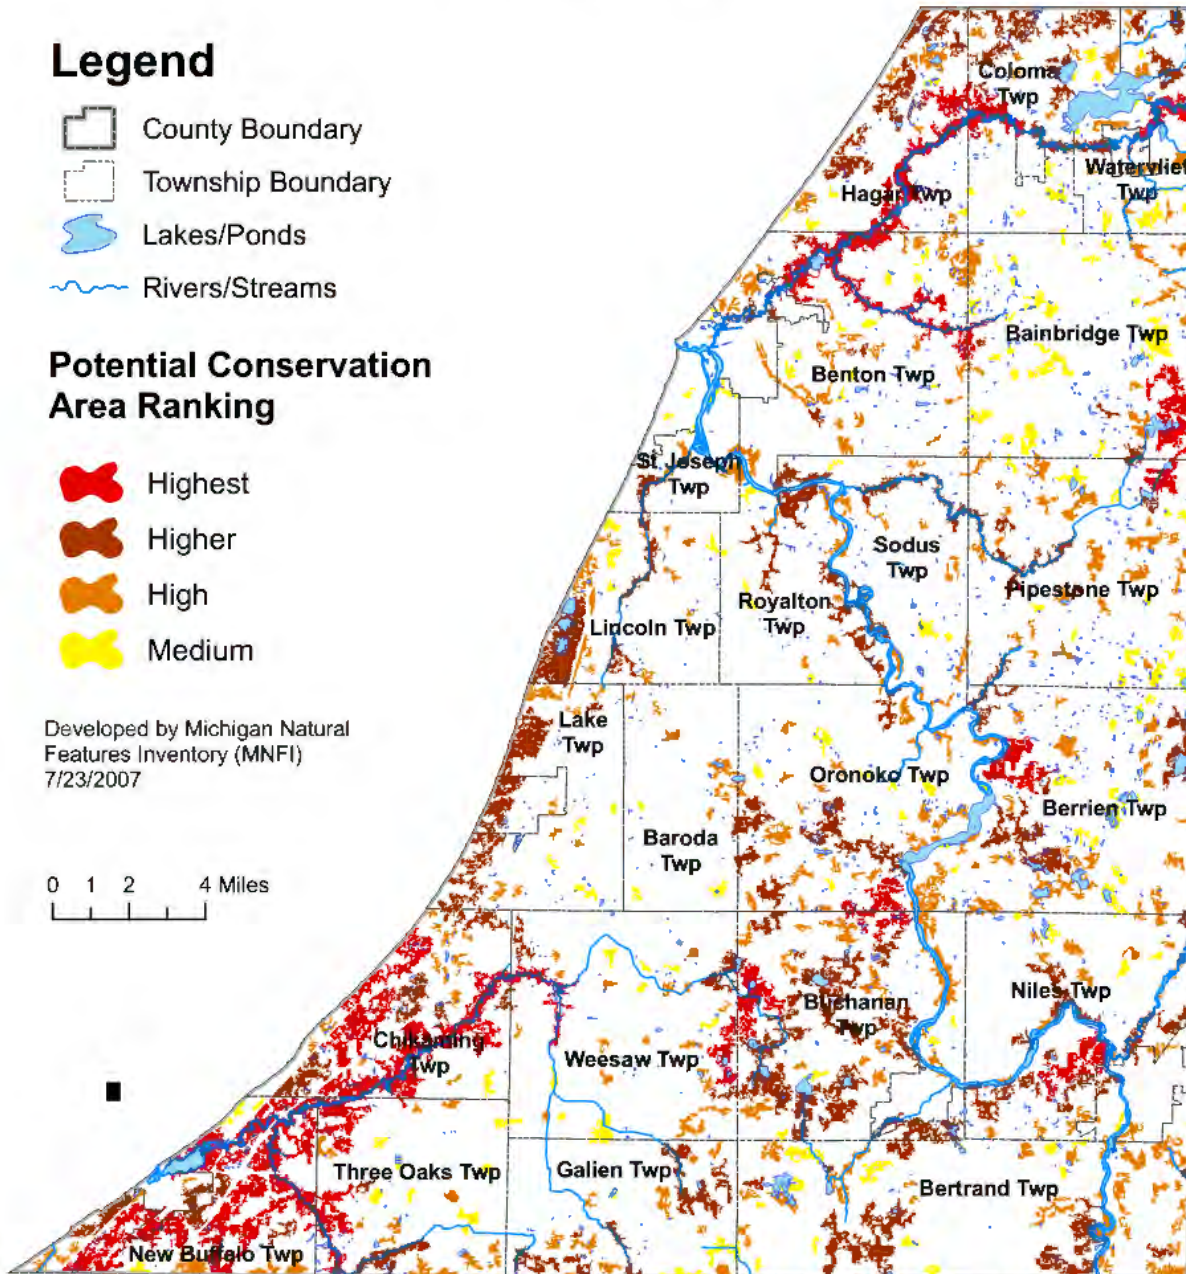 Legend
County Boundary
Township Boundary
Lakes/Ponds
Rivers/Streams
Potential Conservation
Area Ranking
Highest
Higher
High
Medium
Developed by Michigan Natural
Features Inventory (MNFI)
7/23/2007
0 1 2 4 Miles
Coloma
Twp
Watervliet
Twp
Hagar Twp
Bainbridge Twp
Benton Twp
St Joseph
Twp
Sodus
Twp
Pipestone Twp
Royalton
Twp
Lincoln Twp
Lake
Twp
Oronoko Twp
Berrien Twp
Baroda
Twp
Niles Twp
Buchanan
Twp
Chikaming
Twp
Weesaw Twp
Three Oaks Twp
Galien Twp
Bertrand Twp
New Buffalo Twp